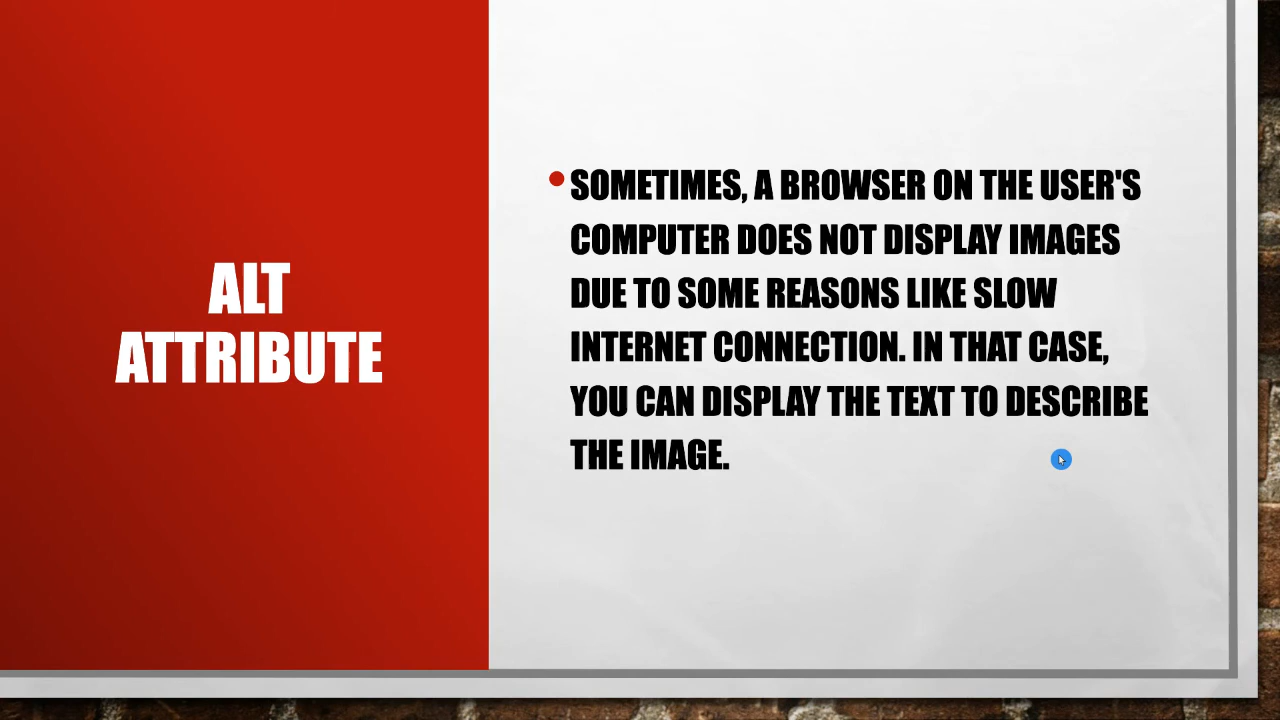 ALT
ATTRIBUTE
SOMETIMES, A BROWSER ON THE USER'S
COMPUTER DOES NOT DISPLAY IMAGES
DUE TO SOME REASONS LIKE SLOW
INTERNET CONNECTION. IN THAT CASE,
YOU CAN DISPLAY THE TEXT TO DESCRIBE
THE IMAGE.